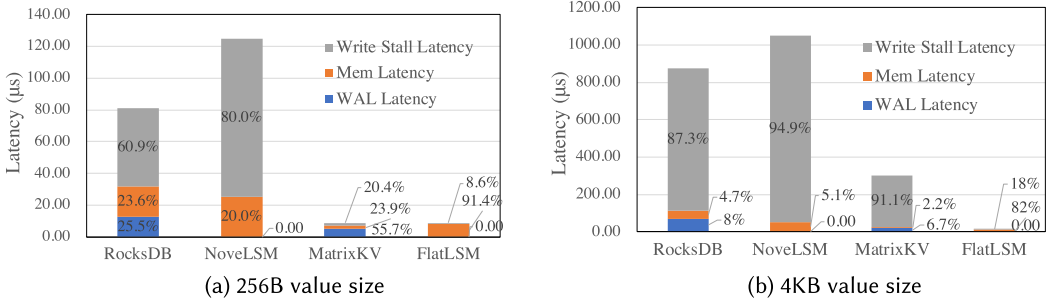 (a)
140.00
120.00
100.00
80.00
60.00
40.00
20.00
0.00
Latency (μs)
Write Stall Latency
Mem Latency
WAL Latency
60.9%
23.6%
25.5%
80.0%
20.0%
0.00
20.4%
23.9%
55.7%
8.6%
91.4%
0.00
RocksDB NoveLSM MatrixKV FlatLSM
(a) 256B value size
(b)
1200.00
1000.00
800.00
600.00
400.00
200.00
0.00
Latency (μs)
Write Stall Latency
Mem Latency
WAL Latency
87.3%
4.7%
8%
94.9%
5.1%
0.00
91.1%
2.2%
6.7%
18%
82%
0.00
RocksDB NoveLSM MatrixKV FlatLSM
(b) 4KB value size